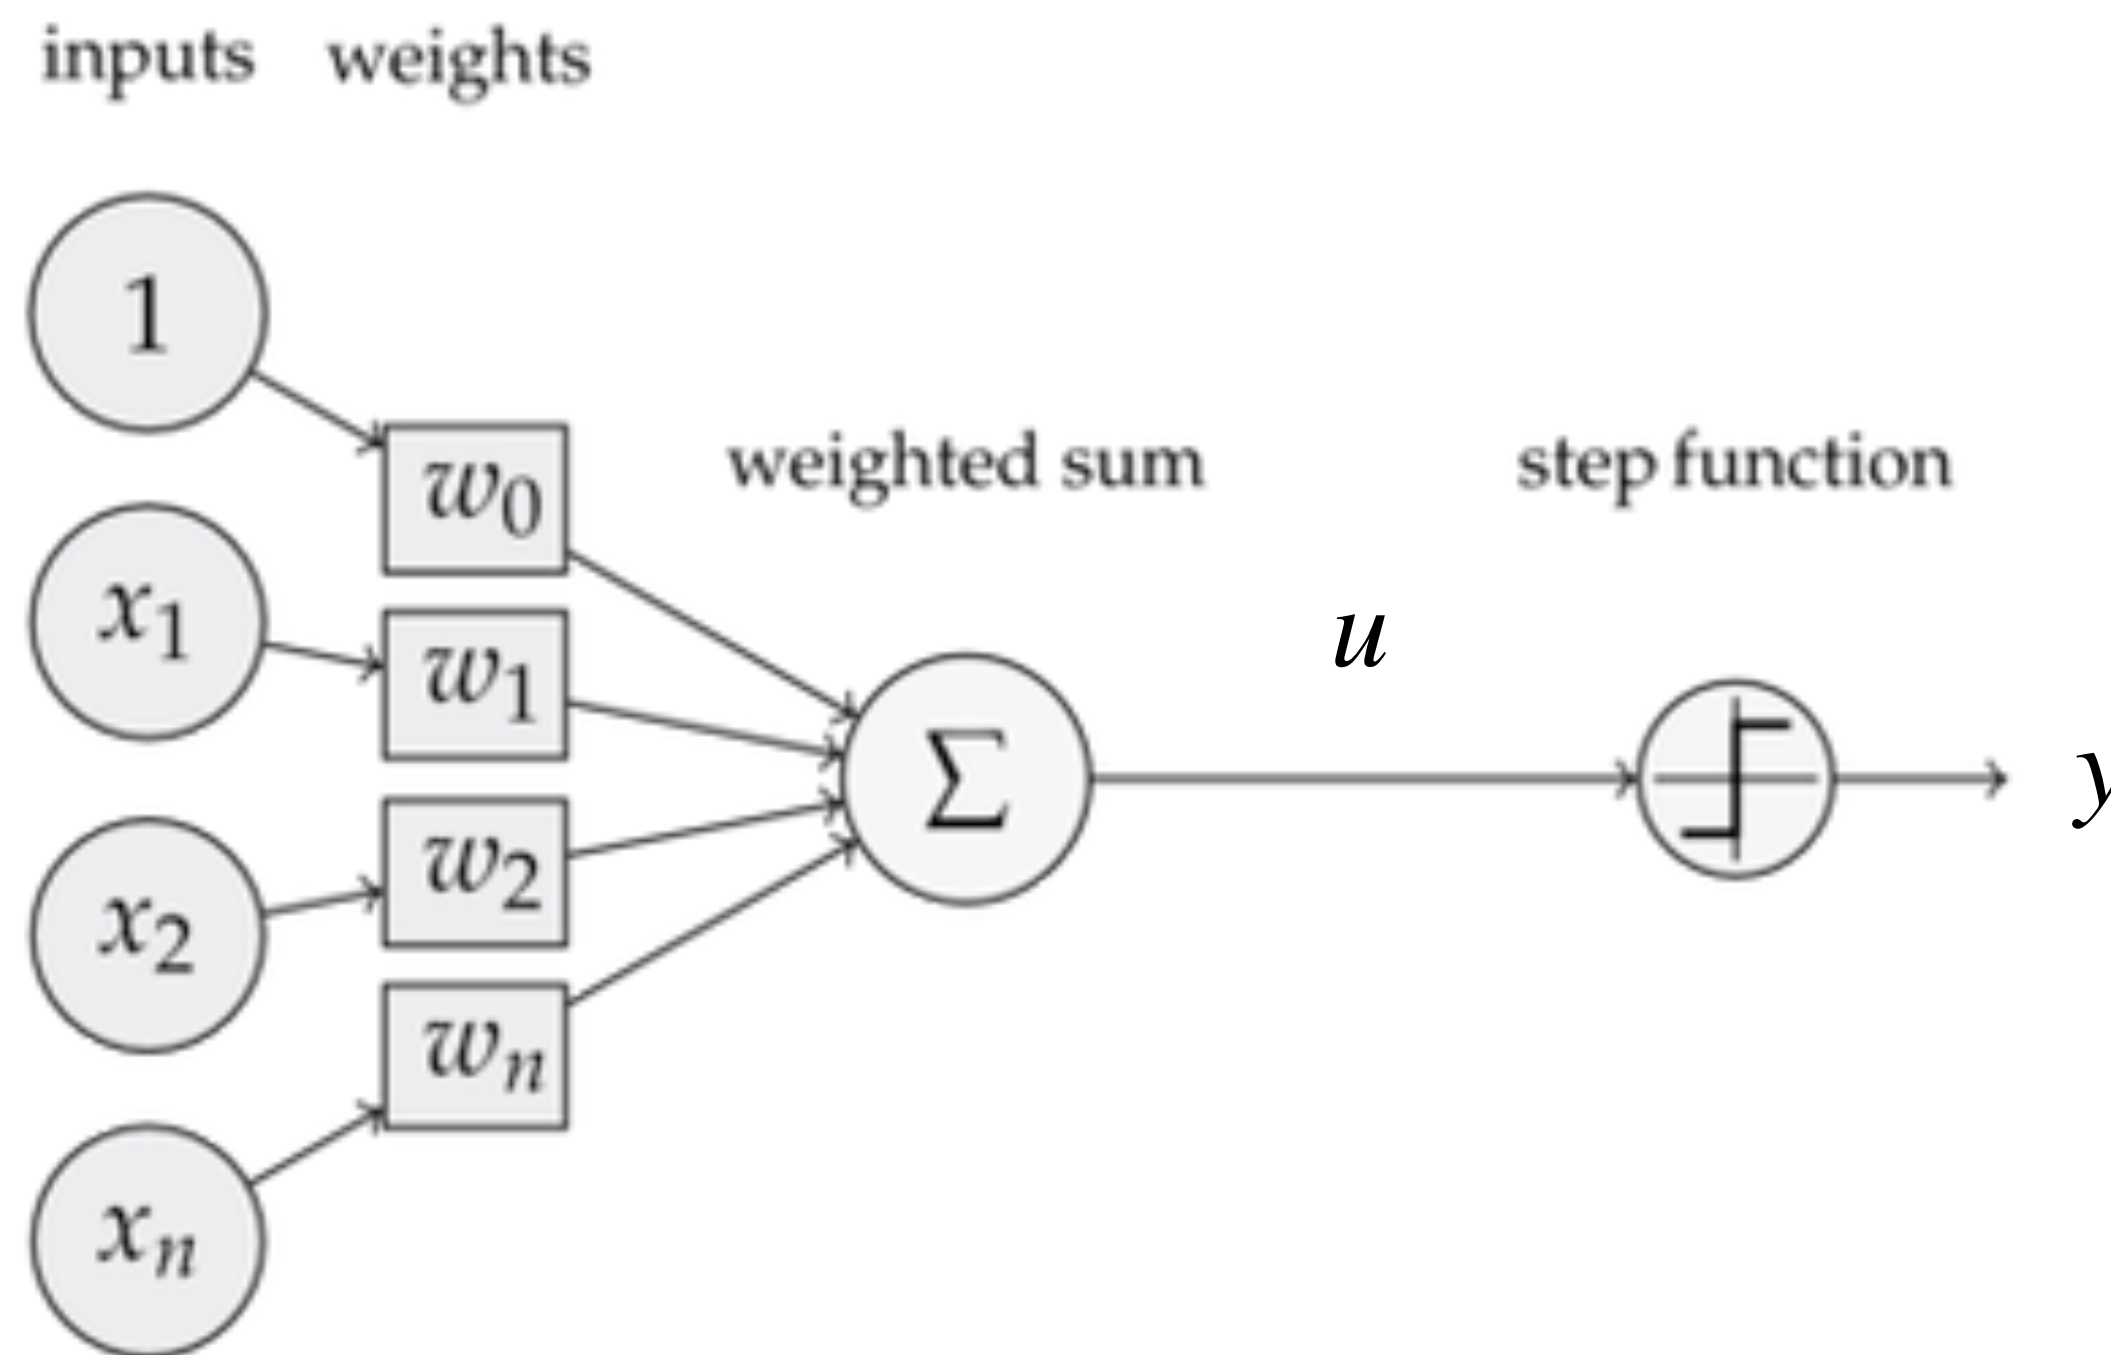 inputs weights
1
w₀
weighted sum
step function
x₁
w₁
u
Σ
y
x₂
w₂
wₙ
xₙ